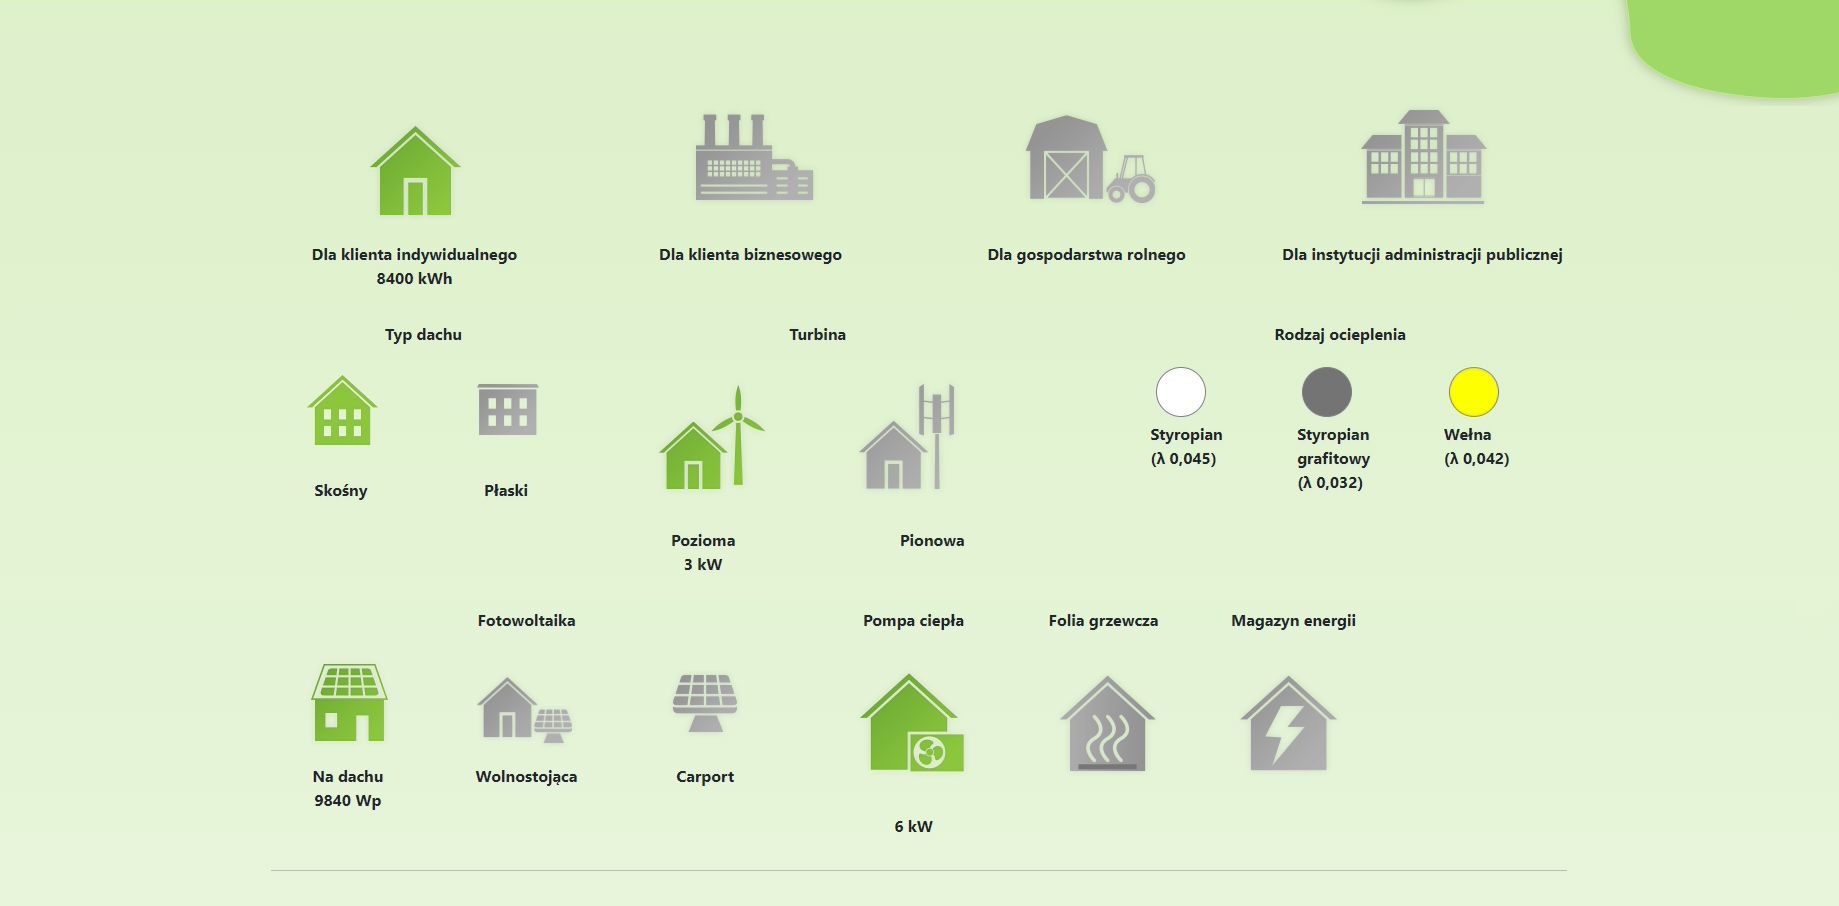 Dla klienta indywidualnego
8400 kWh
Dla klienta biznesowego
Dla gospodarstwa rolnego
Dla instytucji administracji publicznej
Typ dachu
Skośny
Płaski
Turbina
Pozioma
3 kW
Pionowa
Rodzaj ocieplenia
Styropian
(λ 0,045)
Styropian
grafitowy
(λ 0,032)
Wełna
(λ 0,042)
Fotowoltaika
Na dachu
9840 Wp
Wolnostojąca
Carport
Pompa ciepła
6 kW
Folia grzewcza
Magazyn energii